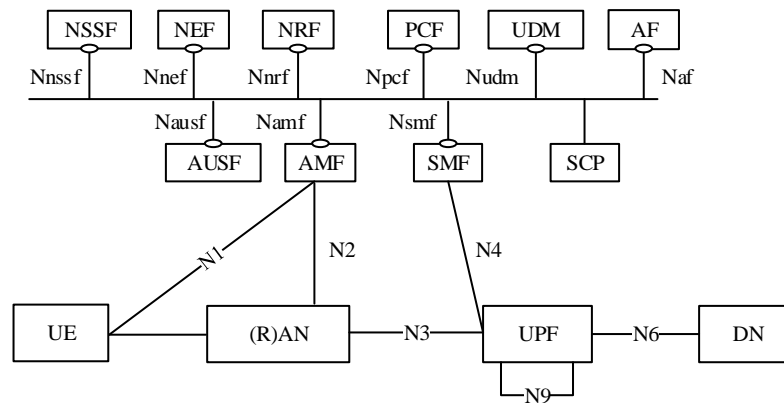 NSSF NEF NRF PCF UDM AF
Nnssf Nnef Nnrf Npcf Nudm Naf
Nausf Namf Nsmf
AUSF AMF SMF SCP
N1 N2 N4
UE (R)AN N3 UPF N6 DN
N9